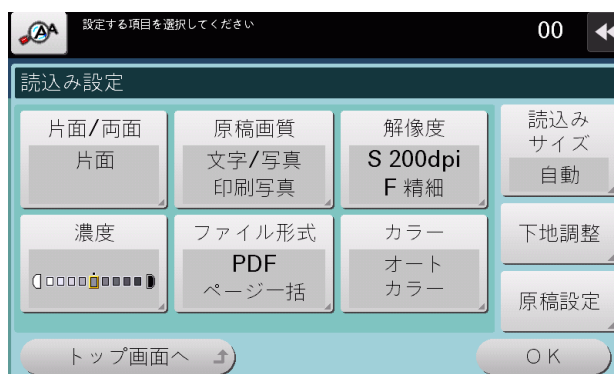 設定する項目を選択してください
00
読込み設定
片面/両面
片面
原稿画質
文字/写真
印刷写真
解像度
S 200dpi
F 精細
読込み
サイズ
自動
濃度
ファイル形式
PDF
ページ一括
カラー
オート
カラー
下地調整
原稿設定
トップ画面へ
OK